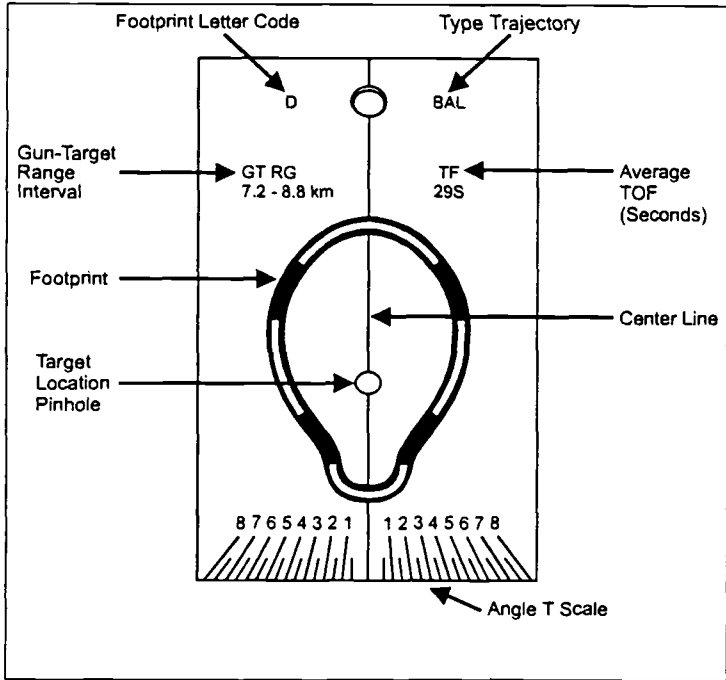 Footprint Letter Code
Type Trajectory
D
BAL
Gun-Target
Range
Interval
GT RG
7.2 - 8.8 km
TF
29S
Average
TOF
(Seconds)
Footprint
Center Line
Target
Location
Pinhole
8 7 6 5 4 3 2 1 1 2 3 4 5 6 7 8
Angle T Scale